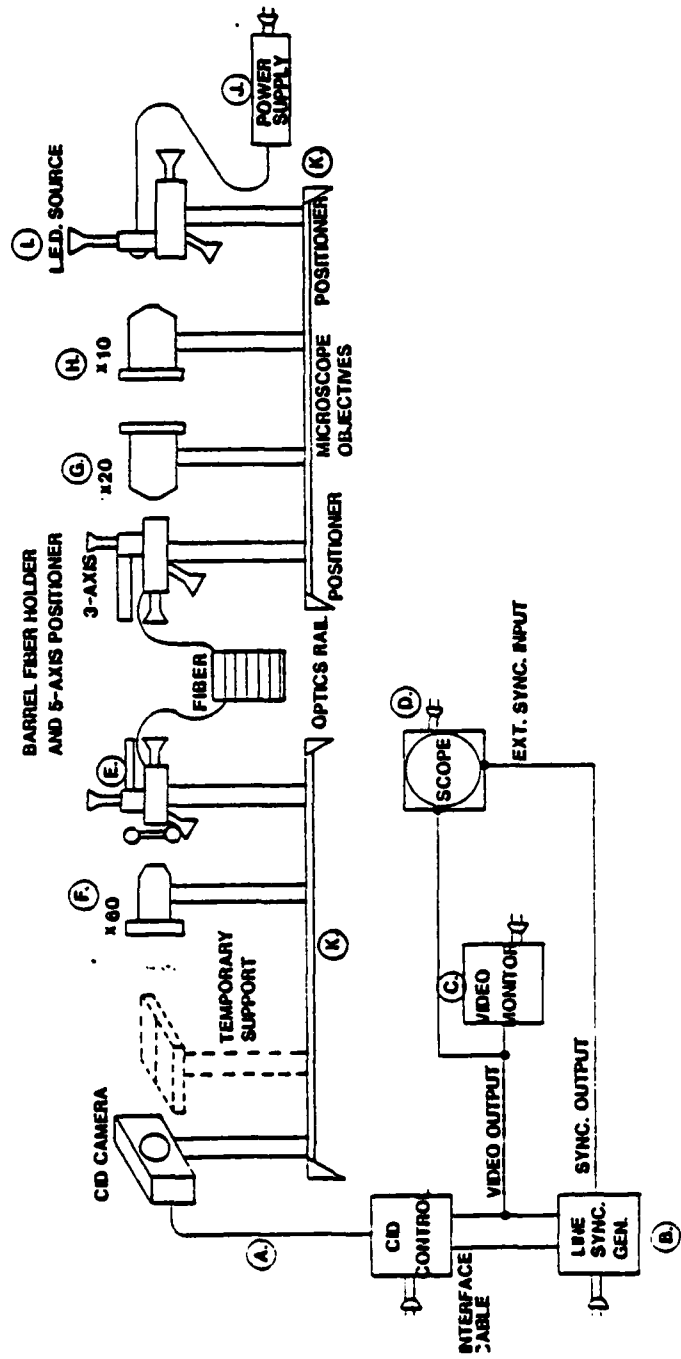 BARREL FIBER HOLDER
AND 5-AXIS POSITIONER
CID CAMERA
TEMPORARY
SUPPORT
F.
X60
E.
FIBER
3-AXIS
G.
X20
H.
X10
I.
L.E.D. SOURCE
J.
POWER
SUPPLY
K.
OPTICS RAIL
POSITIONER
MICROSCOPE
OBJECTIVES
POSITIONER
K.
A.
CID
CONTROL
INTERFACE
CABLE
LINE
SYNC.
GEN.
B.
VIDEO OUTPUT
SYNC. OUTPUT
C.
VIDEO
MONITOR
D.
SCOPE
EXT. SYNC. INPUT